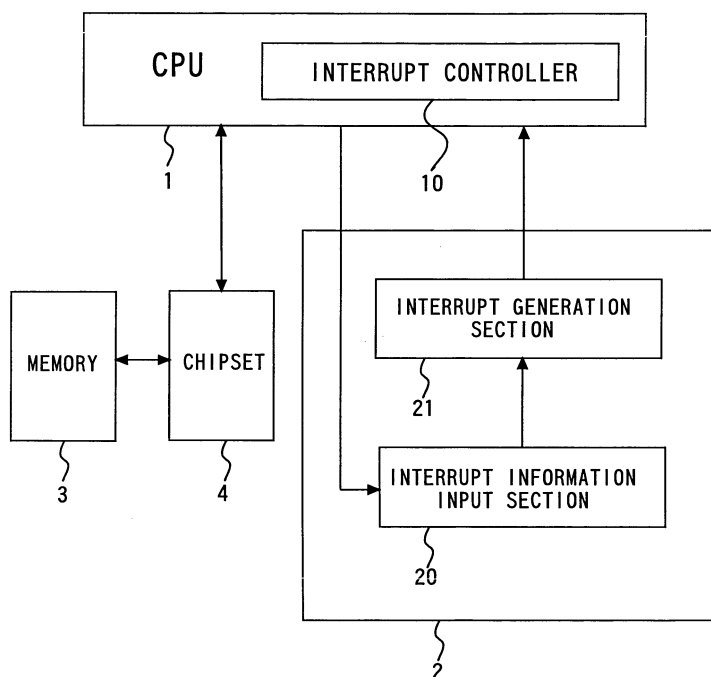 CPU
INTERRUPT CONTROLLER
1
10
INTERRUPT GENERATION
SECTION
21
MEMORY
CHIPSET
3
4
INTERRUPT INFORMATION
INPUT SECTION
20
2